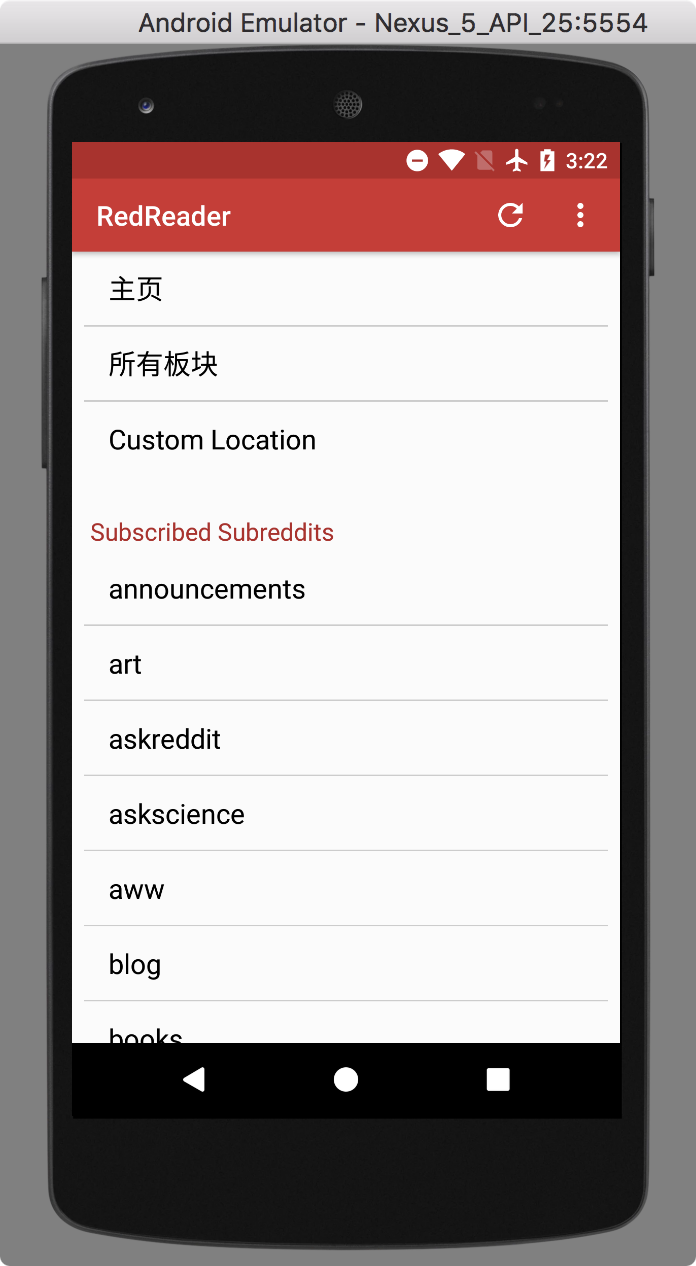 Android Emulator - Nexus_5_API_25:5554
3:22
RedReader
主页
所有板块
Custom Location
Subscribed Subreddits
announcements
art
askreddit
askscience
aww
blog
books